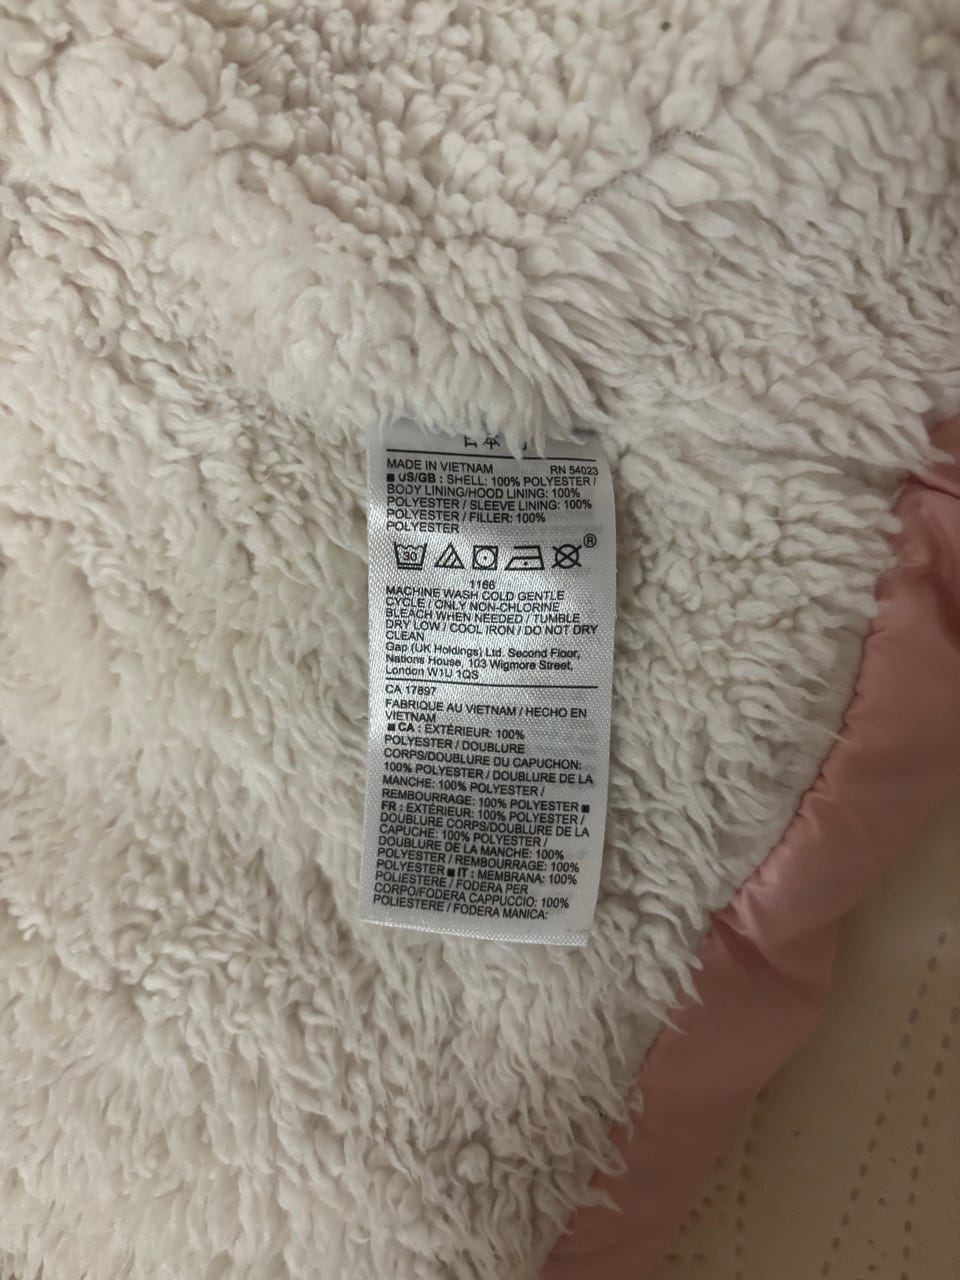 MADE IN VIETNAM RN 54023
■ US/GB : SHELL: 100% POLYESTER /
BODY LINING/HOOD LINING: 100%
POLYESTER / SLEEVE LINING: 100%
POLYESTER / FILLER: 100%
POLYESTER
30 ®
1166
MACHINE WASH COLD GENTLE
CYCLE / ONLY NON-CHLORINE
BLEACH WHEN NEEDED / TUMBLE
DRY LOW / COOL IRON / DO NOT DRY
CLEAN
Gap (UK Holdings) Ltd. Second Floor,
Nations House, 103 Wigmore Street,
London W1U 1QS
CA 17897
FABRIQUE AU VIETNAM / HECHO EN
VIETNAM
■ CA : EXTÉRIEUR: 100%
POLYESTER / DOUBLURE
CORPS/DOUBLURE DU CAPUCHON:
100% POLYESTER / DOUBLURE DE LA
MANCHE: 100% POLYESTER /
REMBOURRAGE: 100% POLYESTER ■
FR : EXTÉRIEUR: 100% POLYESTER /
DOUBLURE CORPS/DOUBLURE DE LA
CAPUCHE: 100% POLYESTER /
DOUBLURE DE LA MANCHE: 100%
POLYESTER / REMBOURRAGE: 100%
POLYESTER ■ IT : MEMBRANA: 100%
POLIESTERE / FODERA PER
CORPO/FODERA CAPPUCCIO: 100%
POLIESTERE / FODERA MANICA: